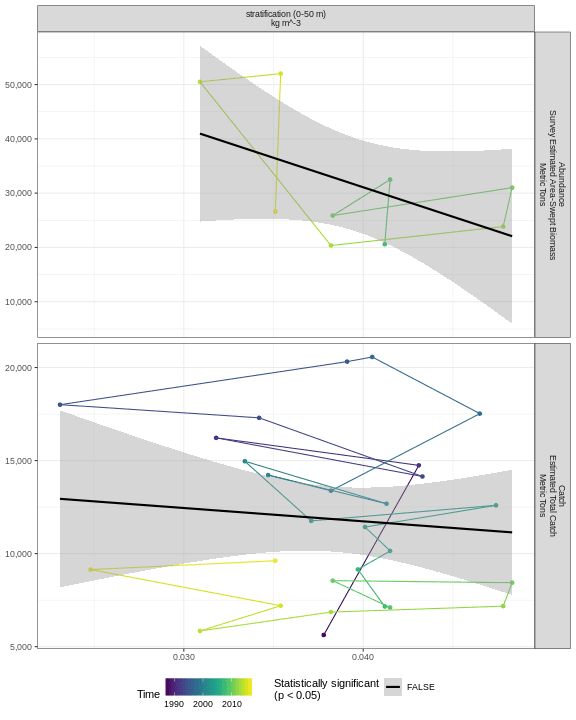 stratification (0-50 m)
kg m^-3
50,000
40,000
30,000
20,000
10,000
Abundance
Survey Estimated Area-Swept Biomass
Metric Tons
20,000
15,000
10,000
5,000
Catch
Estimated Total Catch
Metric Tons
0.030
0.040
Time
1990
2000
2010
Statistically significant
(p < 0.05)
FALSE